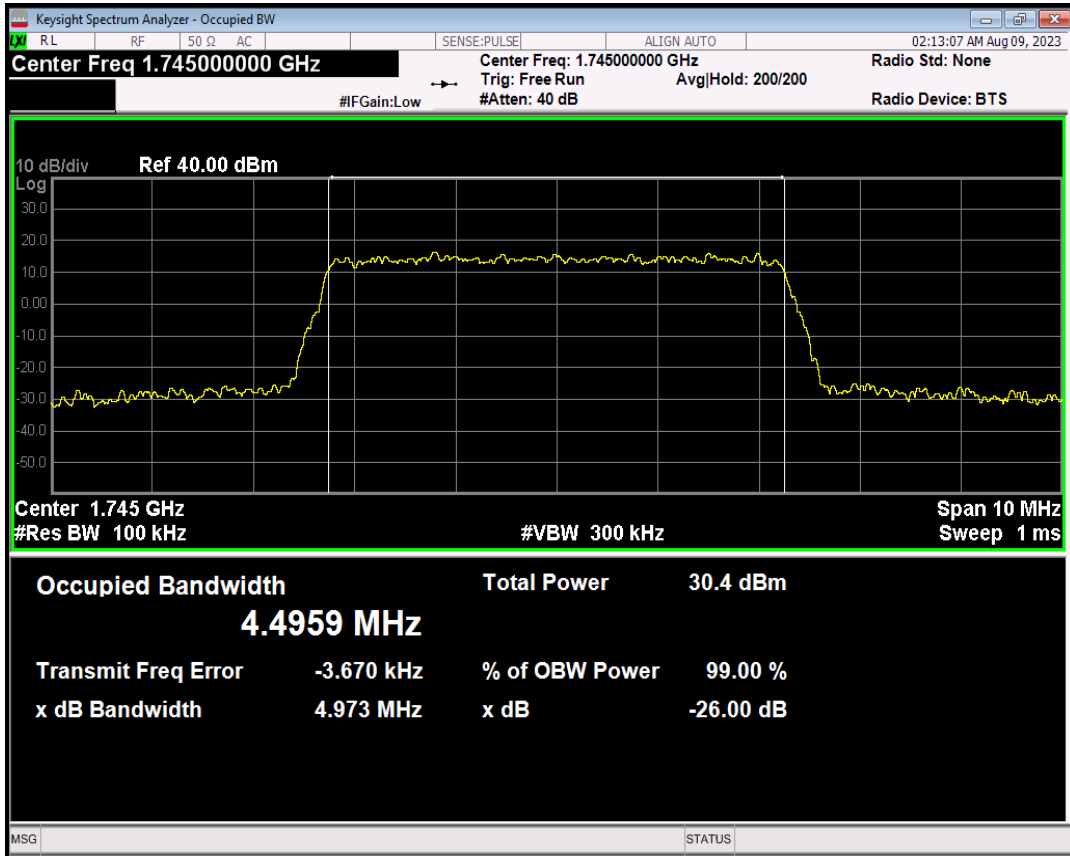 Keysight Spectrum Analyzer - Occupied BW
LXI RL RF 50 Ω AC SENSE:PULSE ALIGN AUTO 02:13:07 AM Aug 09, 2023
Center Freq 1.745000000 GHz Center Freq: 1.745000000 GHz Radio Std: None
Trig: Free Run Avg|Hold: 200/200
#IFGain:Low #Atten: 40 dB Radio Device: BTS
10 dB/div Ref 40.00 dBm
Log
30.0
20.0
10.0
0.00
-10.0
-20.0
-30.0
-40.0
-50.0
Center 1.745 GHz Span 10 MHz
#Res BW 100 kHz #VBW 300 kHz Sweep 1 ms
Occupied Bandwidth Total Power 30.4 dBm
4.4959 MHz
Transmit Freq Error -3.670 kHz % of OBW Power 99.00 %
x dB Bandwidth 4.973 MHz x dB -26.00 dB
MSG STATUS